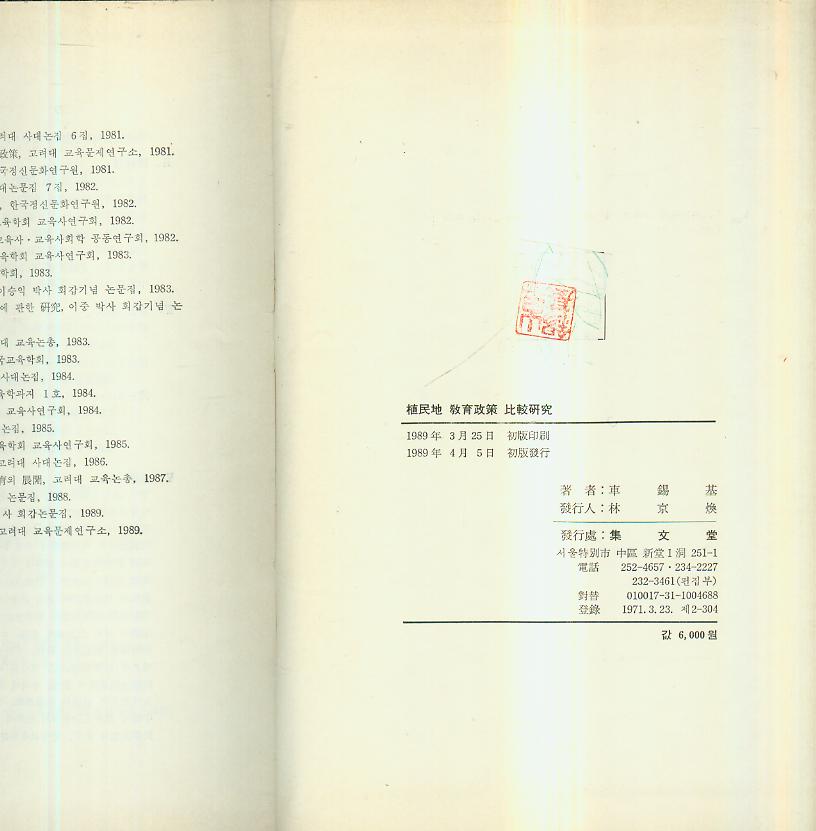 려대 사대논집 6집, 1981.
政策, 고려대 교육문제연구소, 1981.
국정신문화연구원, 1981.
대논문집 7집, 1982.
, 한국정신문화연구원, 1982.
육학회 교육사연구회, 1982.
교육사·교육사회학 공동연구회, 1982.
육학회 교육사연구회, 1983.
학회, 1983.
이승익 박사 회갑기념 논문집, 1983.
에 관한 硏究, 이중 박사 회갑기념 논
대 교육논총, 1983.
국교육학회, 1983.
사대논집, 1984.
육학과지 1호, 1984.
교육사연구회, 1984.
논집, 1985.
육학회 교육사연구회, 1985.
고려대 사대논집, 1986.
育의 展開, 고려대 교육논총, 1987.
논문집, 1988.
사 회갑논문집, 1989.
고려대 교육문제연구소, 1989.
植民地 敎育政策 比較硏究
1989年 3月 25日 初版印刷
1989年 4月 5日 初版發行
著者:車錫基
發行人:林京煥
發行處:集文堂
서울特別市 中區 新堂1洞 251-1
電話 252-4657·234-2227
232-3461(편집부)
對替 010017-31-1004688
登錄 1971.3.23. 제2-304
값 6,000원